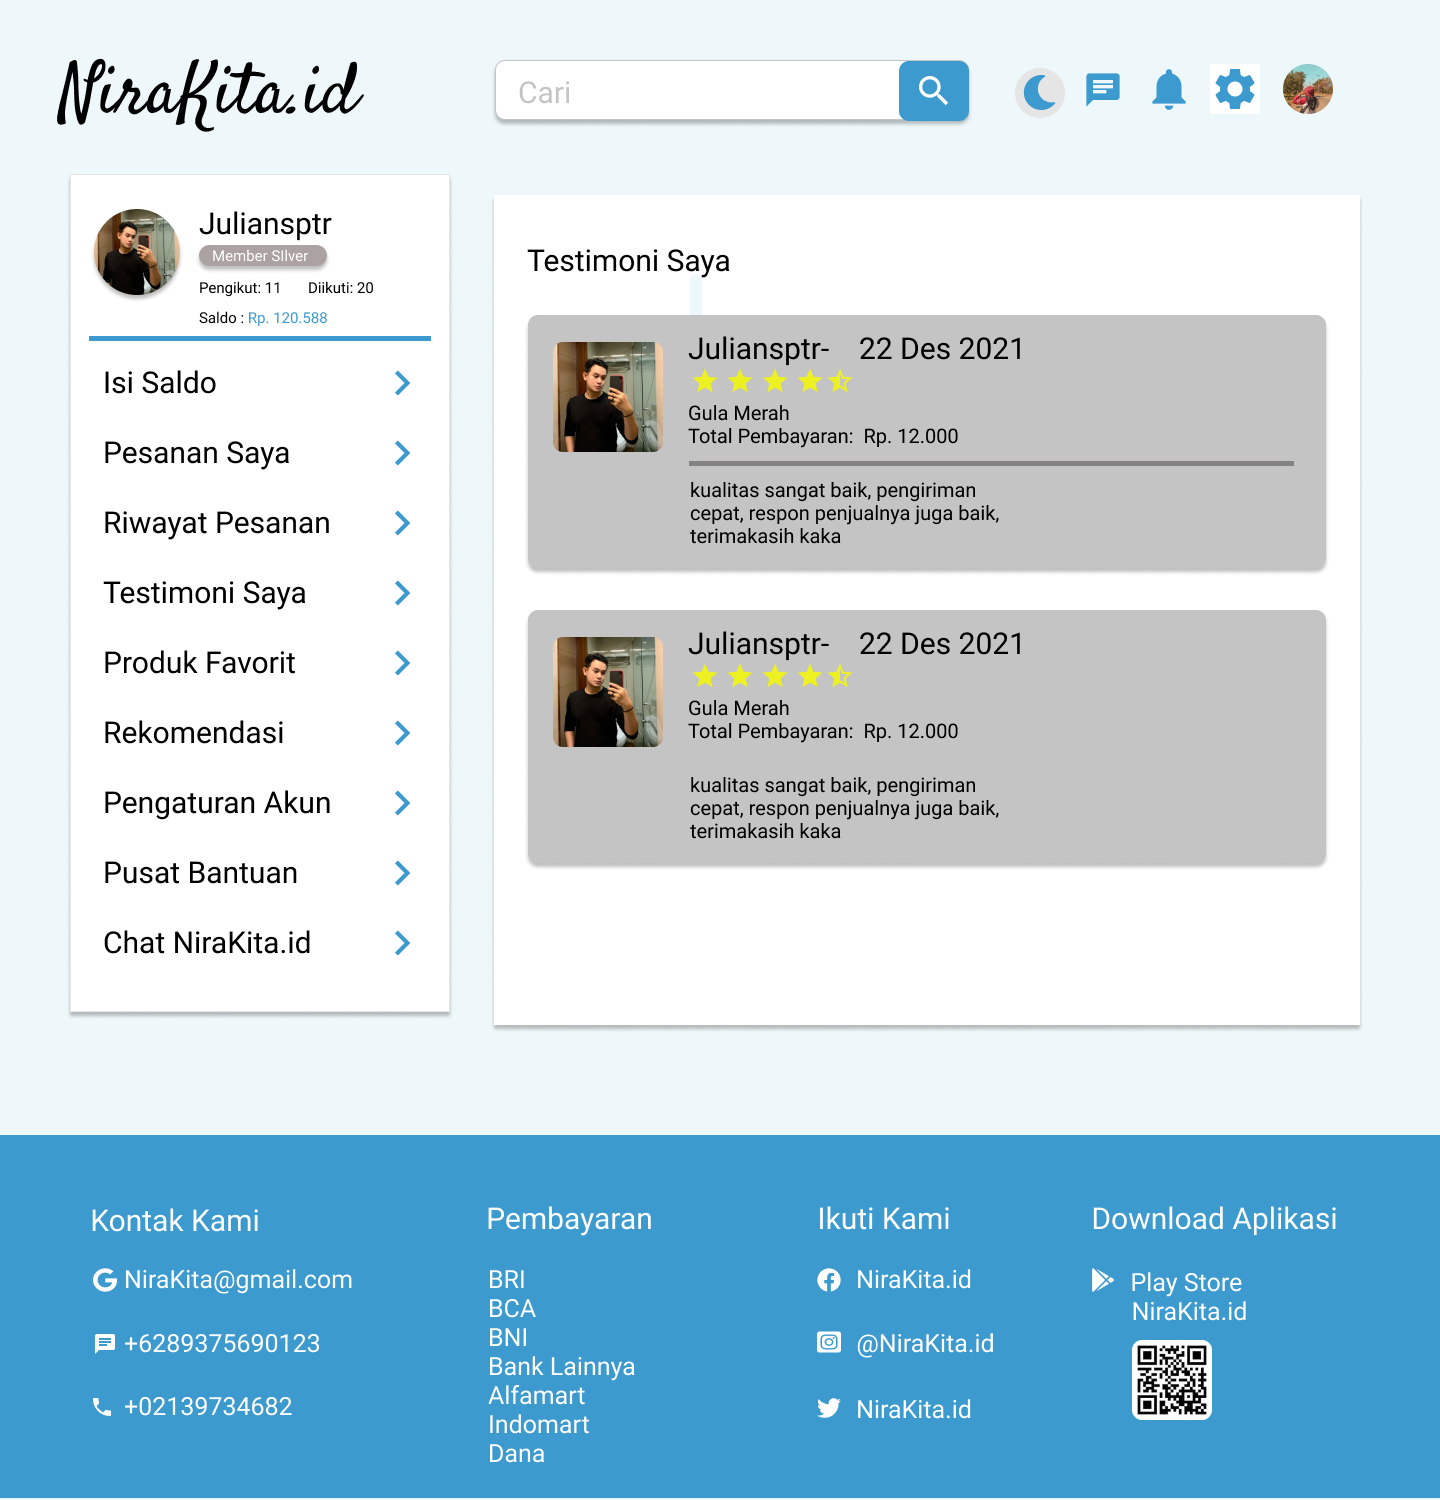 NiraKita.id
Cari
Juliansptr
Member SIlver
Pengikut: 11 Diikuti: 20
Saldo : Rp. 120.588
Isi Saldo
Pesanan Saya
Riwayat Pesanan
Testimoni Saya
Produk Favorit
Rekomendasi
Pengaturan Akun
Pusat Bantuan
Chat NiraKita.id
Testimoni Saya
Juliansptr- 22 Des 2021
Gula Merah
Total Pembayaran: Rp. 12.000
kualitas sangat baik, pengiriman
cepat, respon penjualnya juga baik,
terimakasih kaka
Juliansptr- 22 Des 2021
Gula Merah
Total Pembayaran: Rp. 12.000
kualitas sangat baik, pengiriman
cepat, respon penjualnya juga baik,
terimakasih kaka
Kontak Kami
NiraKita@gmail.com
+6289375690123
+02139734682
Pembayaran
BRI
BCA
BNI
Bank Lainnya
Alfamart
Indomart
Dana
Ikuti Kami
NiraKita.id
@NiraKita.id
NiraKita.id
Download Aplikasi
Play Store
NiraKita.id